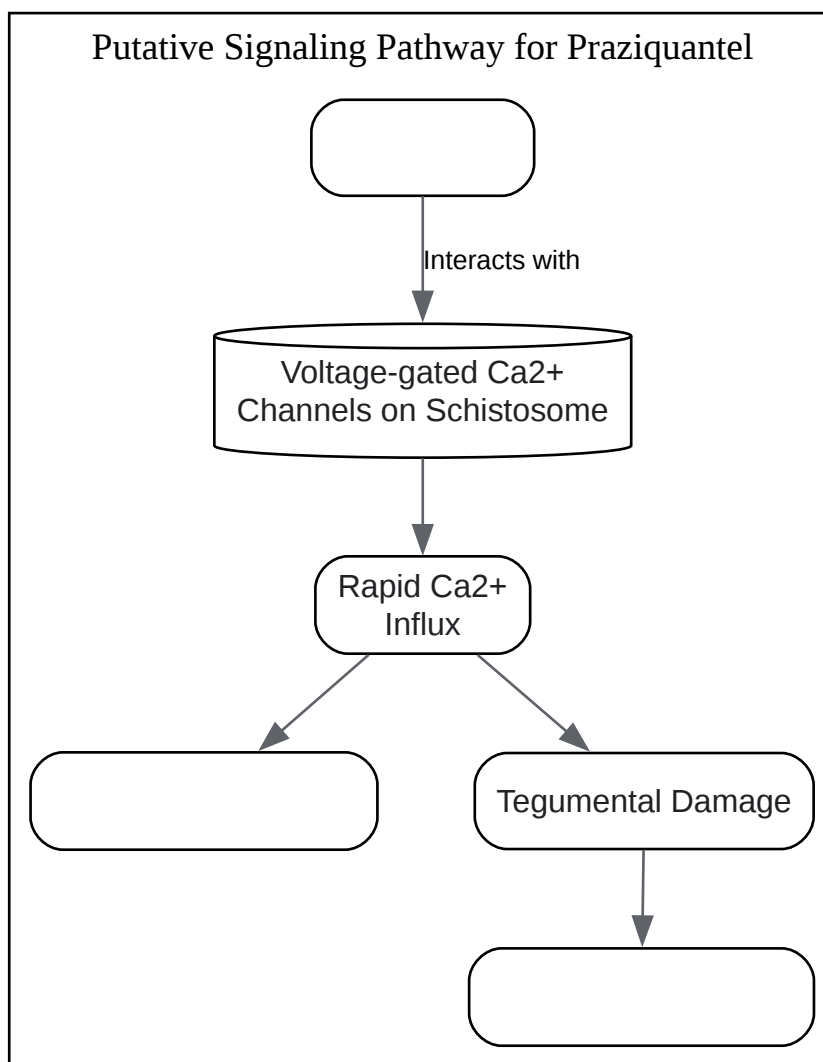 Putative Signaling Pathway for Praziquantel
Interacts with
Voltage-gated Ca2+
Channels on Schistosome
Rapid Ca2+
Influx
Tegumental Damage